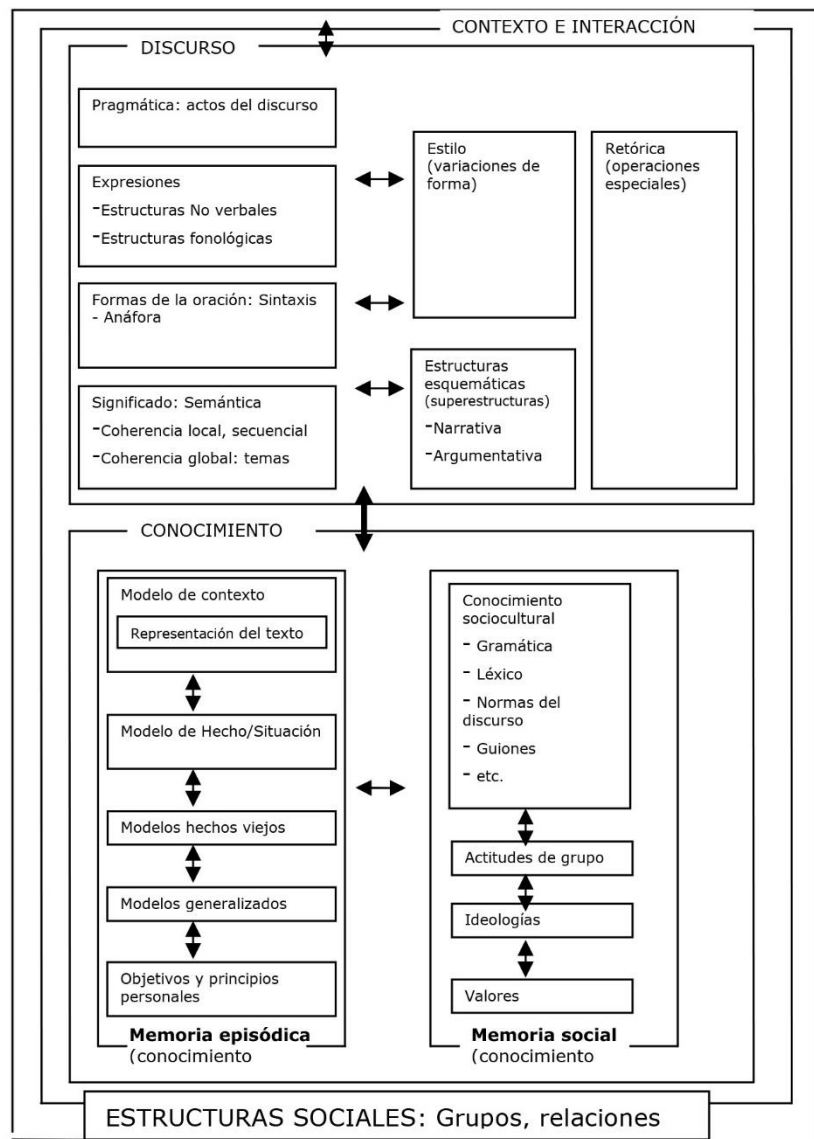 CONTEXTO E INTERACCIÓN
DISCURSO
Pragmática: actos del discurso
Expresiones
-Estructuras No verbales
-Estructuras fonológicas
Formas de la oración: Sintaxis
- Anáfora
Significado: Semántica
-Coherencia local, secuencial
-Coherencia global: temas
Estilo
(variaciones de
forma)
Estructuras
esquemáticas
(superestructuras)
-Narrativa
-Argumentativa
Retórica
(operaciones
especiales)
CONOCIMIENTO
Modelo de contexto
Representación del texto
Modelo de Hecho/Situación
Modelos hechos viejos
Modelos generalizados
Objetivos y principios
personales
Memoria episódica
(conocimiento
Conocimiento
sociocultural
- Gramática
- Léxico
- Normas del
discurso
- Guiones
- etc.
Actitudes de grupo
Ideologías
Valores
Memoria social
(conocimiento
ESTRUCTURAS SOCIALES: Grupos, relaciones